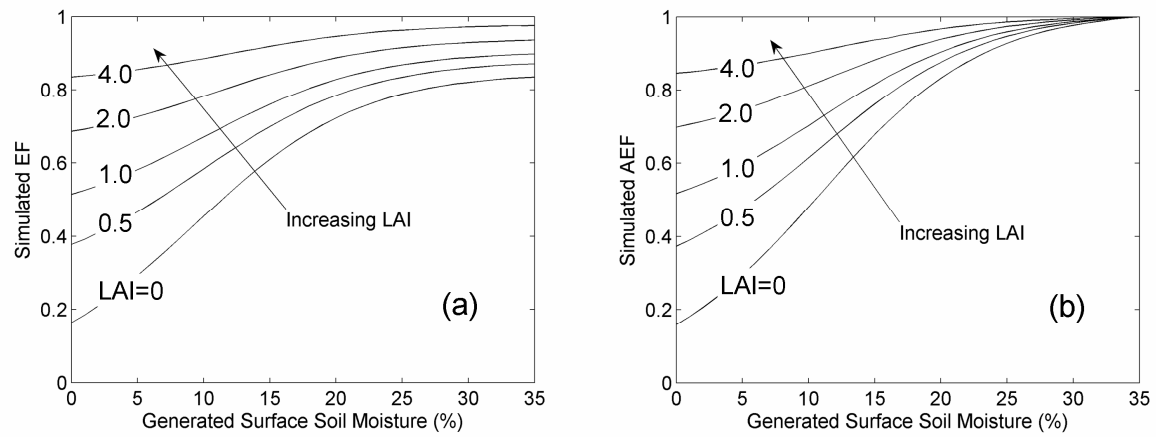 1
0.8
0.6
0.4
0.2
0
Simulated EF
4.0
2.0
1.0
0.5
LAI=0
Increasing LAI
(a)
0 5 10 15 20 25 30 35
Generated Surface Soil Moisture (%)
1
0.8
0.6
0.4
0.2
0
Simulated AEF
4.0
2.0
1.0
0.5
LAI=0
Increasing LAI
(b)
0 5 10 15 20 25 30 35
Generated Surface Soil Moisture (%)